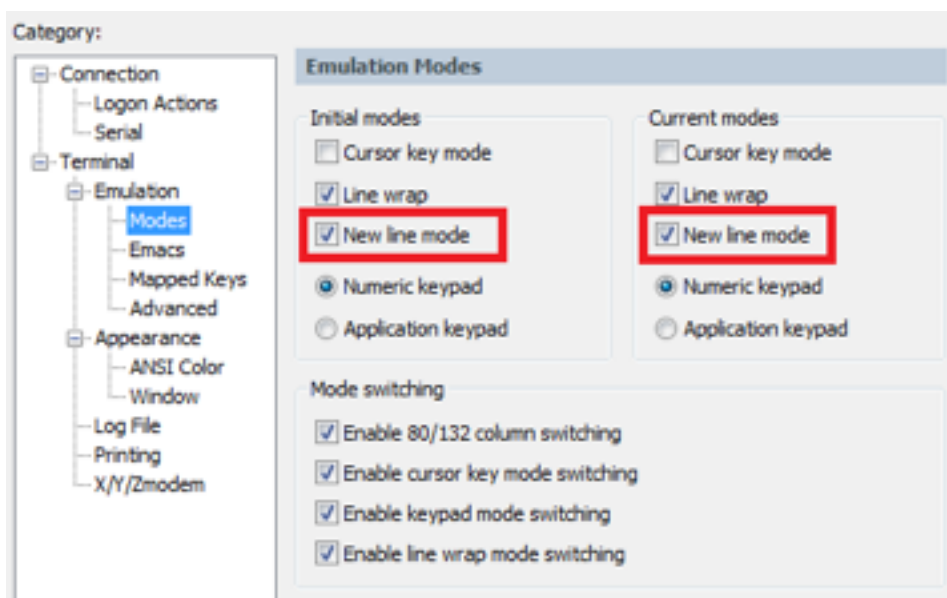 Category:
Connection
Logon Actions
Serial
Terminal
Emulation
Modes
Emacs
Mapped Keys
Advanced
Appearance
ANSI Color
Window
Log File
Printing
X/Y/Zmodem
Emulation Modes
Initial modes
Cursor key mode
Line wrap
New line mode
Numeric keypad
Application keypad
Current modes
Cursor key mode
Line wrap
New line mode
Numeric keypad
Application keypad
Mode switching
Enable 80/132 column switching
Enable cursor key mode switching
Enable keypad mode switching
Enable line wrap mode switching